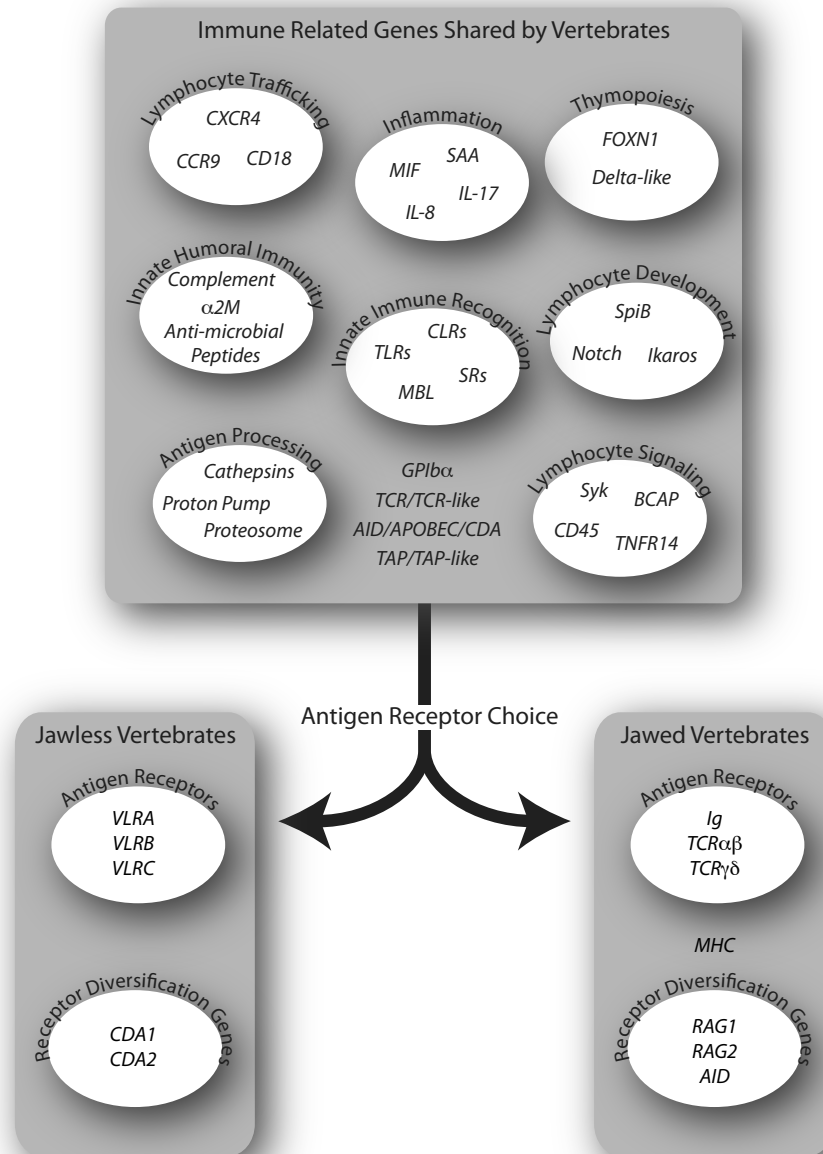 Immune Related Genes Shared by Vertebrates
Lymphocyte Trafficking
CXCR4
CCR9 CD18
Inflammation
MIF SAA
IL-8 IL-17
Thymopoiesis
FOXN1
Delta-like
Innate Humoral Immunity
Complement
α2M
Anti-microbial
Peptides
Innate Immune Recognition
CLRs
TLRs
SRs
MBL
Lymphocyte Development
SpiB
Notch Ikaros
Antigen Processing
Cathepsins
Proton Pump
Proteosome
GPIbα
TCR/TCR-like
AID/APOBEC/CDA
TAP/TAP-like
Lymphocyte Signaling
Syk BCAP
CD45 TNFR14
Antigen Receptor Choice
Jawless Vertebrates
Antigen Receptors
VLRA
VLRB
VLRC
Receptor Diversification Genes
CDA1
CDA2
Jawed Vertebrates
Antigen Receptors
Ig
TCRαβ
TCRγδ
MHC
Receptor Diversification Genes
RAG1
RAG2
AID